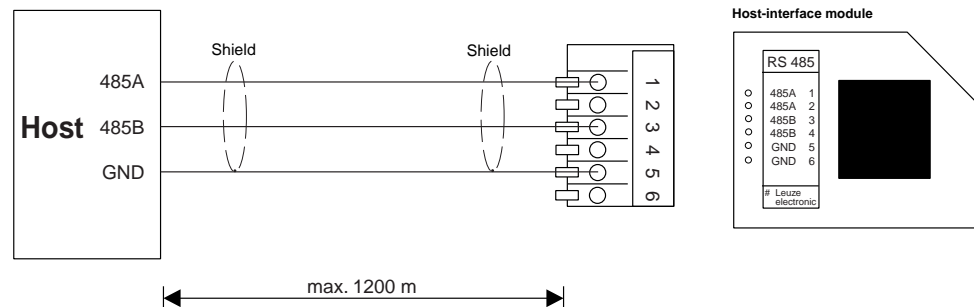 Host-interface module
Shield
Shield
RS 485
485A
485B
GND
Host
1
2
3
4
5
6
485A 1
485A 2
485B 3
485B 4
GND 5
GND 6
# Leuze
electronic
max. 1200 m